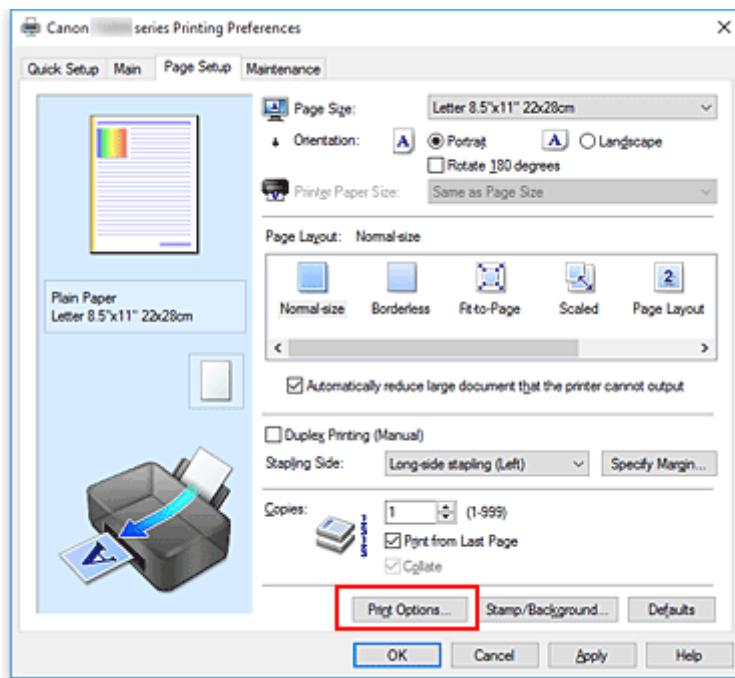 Canon series Printing Preferences
Quick Setup Main Page Setup Maintenance
Page Size: Letter 8.5"x11" 22x28cm
Orientation: A Portrait A Landscape
Rotate 180 degrees
Printer Paper Size: Same as Page Size
Page Layout: Normal-size
2
Normal-size Borderless Fit-to-Page Scaled Page Layout
Plain Paper
Letter 8.5"x11" 22x28cm
Automatically reduce large document that the printer cannot output
Duplex Printing (Manual)
Stapling Side: Long-side stapling (Left) Specify Margin...
Copies: 1 (1-999)
Print from Last Page
Collate
A
Print Options... Stamp/Background... Defaults
OK Cancel Apply Help